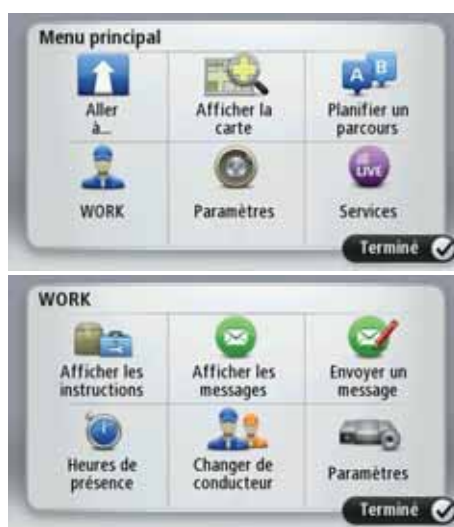 Menu principal
Aller
à...
Afficher la
carte
Planifier un
parcours
A B
WORK
Paramètres
LIVE
Services
Terminé
WORK
Afficher les
instructions
Afficher les
messages
Envoyer un
message
Heures de
présence
Changer de
conducteur
Paramètres
Terminé